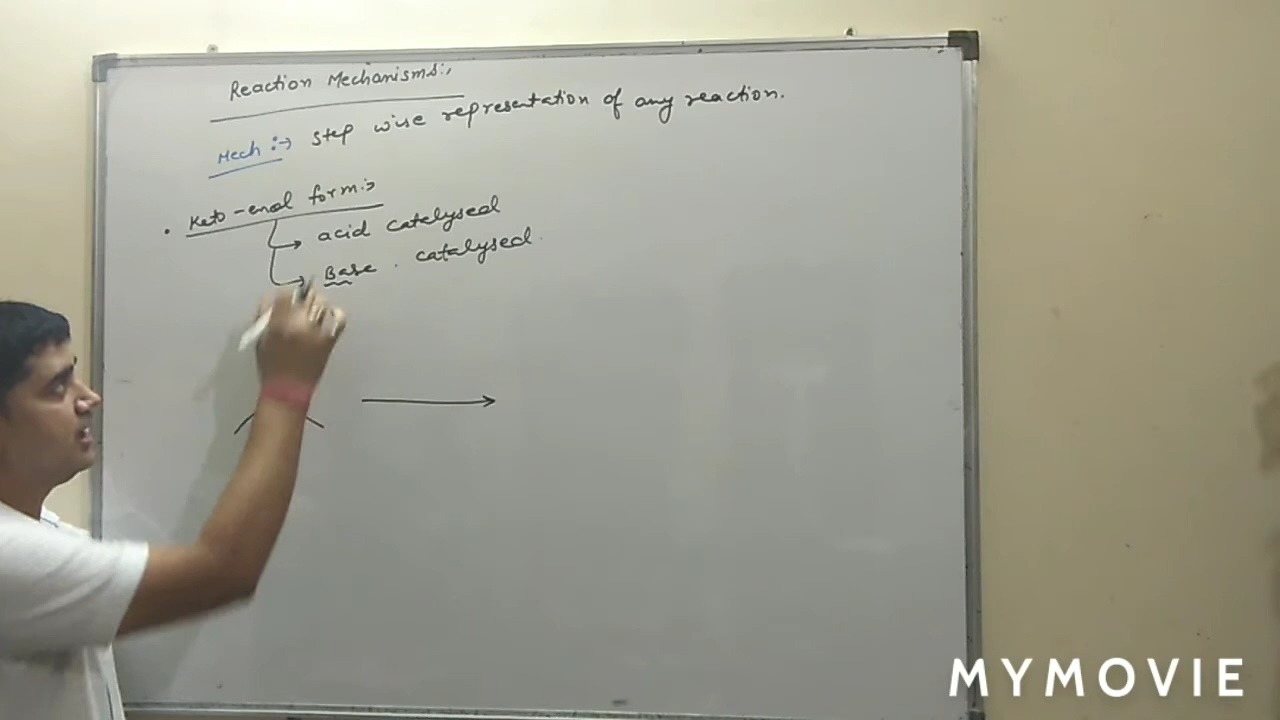 Reaction Mechanisms:,
Mech :→ Step wise representation of any reaction.
• Keto-enol form:>
→ acid catalysed
→ Base. catalysed.
MYMOVIE